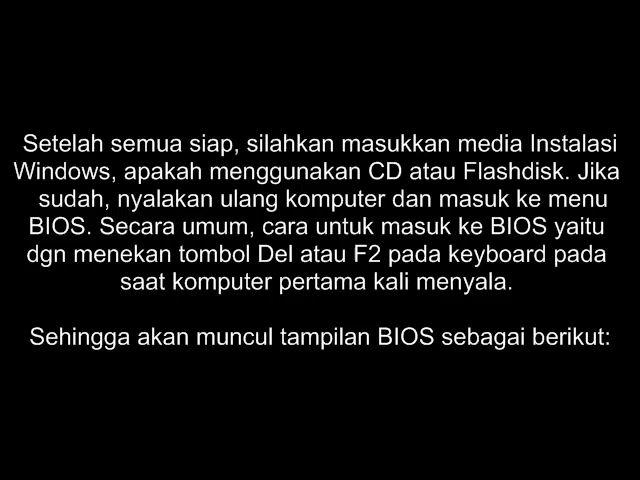 Setelah semua siap, silahkan masukkan media Instalasi
Windows, apakah menggunakan CD atau Flashdisk. Jika
sudah, nyalakan ulang komputer dan masuk ke menu
BIOS. Secara umum, cara untuk masuk ke BIOS yaitu
dgn menekan tombol Del atau F2 pada keyboard pada
saat komputer pertama kali menyala.
Sehingga akan muncul tampilan BIOS sebagai berikut: